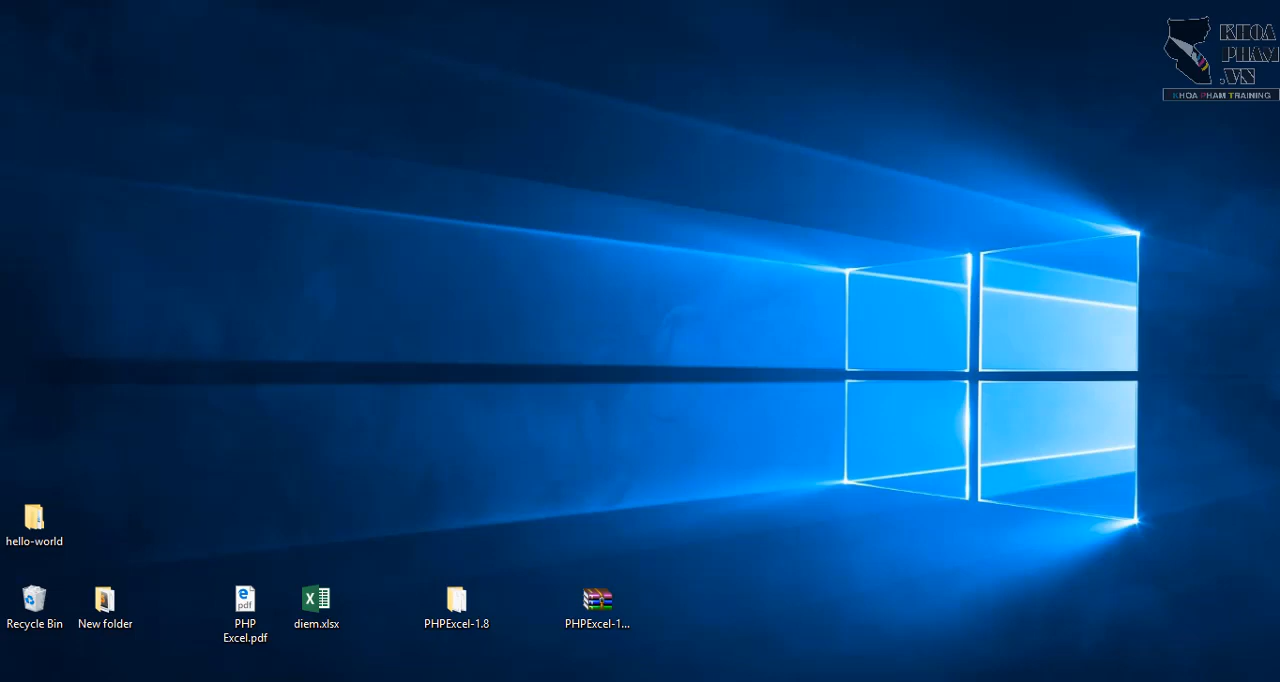 KHOA
PHAM
.VN
KHOA PHAM TRAINING
hello-world
Recycle Bin
New folder
PHP
Excel.pdf
diem.xlsx
PHPExcel-1.8
PHPExcel-1...